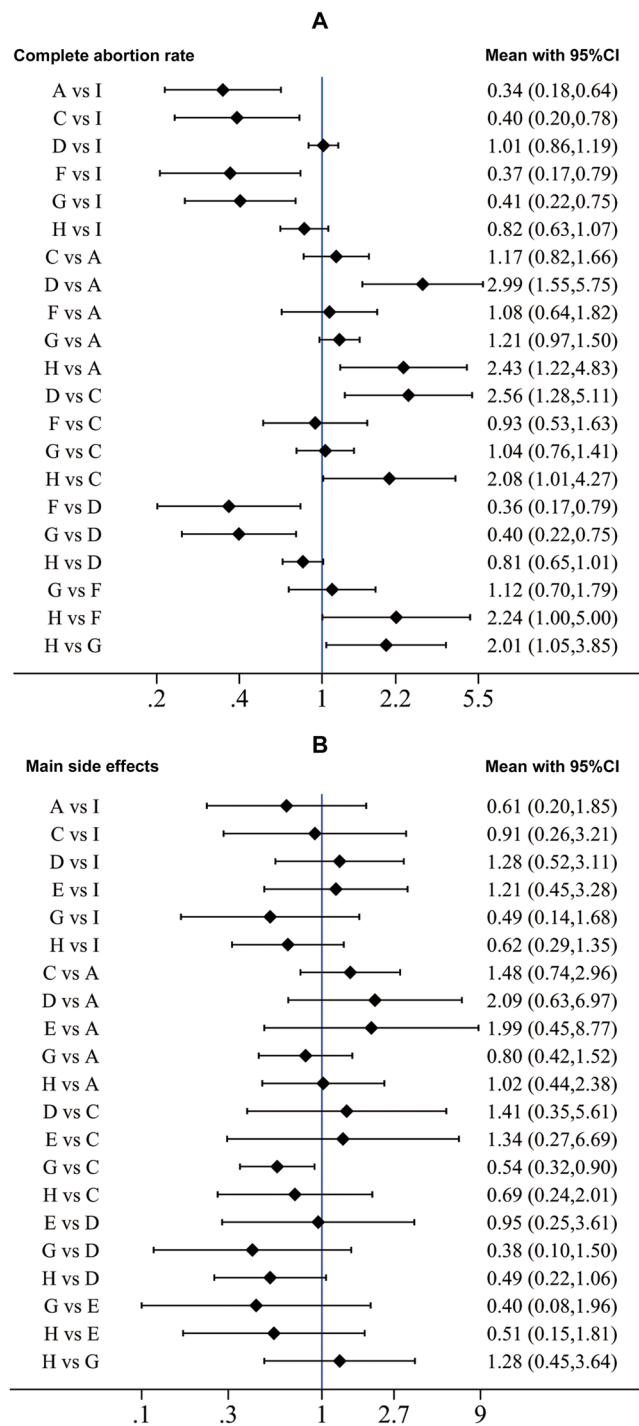 A
Complete abortion rate Mean with 95%CI
A vs I 0.34 (0.18,0.64)
C vs I 0.40 (0.20,0.78)
D vs I 1.01 (0.86,1.19)
F vs I 0.37 (0.17,0.79)
G vs I 0.41 (0.22,0.75)
H vs I 0.82 (0.63,1.07)
C vs A 1.17 (0.82,1.66)
D vs A 2.99 (1.55,5.75)
F vs A 1.08 (0.64,1.82)
G vs A 1.21 (0.97,1.50)
H vs A 2.43 (1.22,4.83)
D vs C 2.56 (1.28,5.11)
F vs C 0.93 (0.53,1.63)
G vs C 1.04 (0.76,1.41)
H vs C 2.08 (1.01,4.27)
F vs D 0.36 (0.17,0.79)
G vs D 0.40 (0.22,0.75)
H vs D 0.81 (0.65,1.01)
G vs F 1.12 (0.70,1.79)
H vs F 2.24 (1.00,5.00)
H vs G 2.01 (1.05,3.85)
.2 .4 1 2.2 5.5
B
Main side effects Mean with 95%CI
A vs I 0.61 (0.20,1.85)
C vs I 0.91 (0.26,3.21)
D vs I 1.28 (0.52,3.11)
E vs I 1.21 (0.45,3.28)
G vs I 0.49 (0.14,1.68)
H vs I 0.62 (0.29,1.35)
C vs A 1.48 (0.74,2.96)
D vs A 2.09 (0.63,6.97)
E vs A 1.99 (0.45,8.77)
G vs A 0.80 (0.42,1.52)
H vs A 1.02 (0.44,2.38)
D vs C 1.41 (0.35,5.61)
E vs C 1.34 (0.27,6.69)
G vs C 0.54 (0.32,0.90)
H vs C 0.69 (0.24,2.01)
E vs D 0.95 (0.25,3.61)
G vs D 0.38 (0.10,1.50)
H vs D 0.49 (0.22,1.06)
G vs E 0.40 (0.08,1.96)
H vs E 0.51 (0.15,1.81)
H vs G 1.28 (0.45,3.64)
.1 .3 1 2.7 9